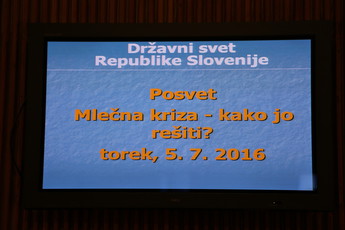 Državni svet
Republike Slovenije
Posvet
Mlečna kriza - kako jo
rešiti?
torek, 5. 7. 2016